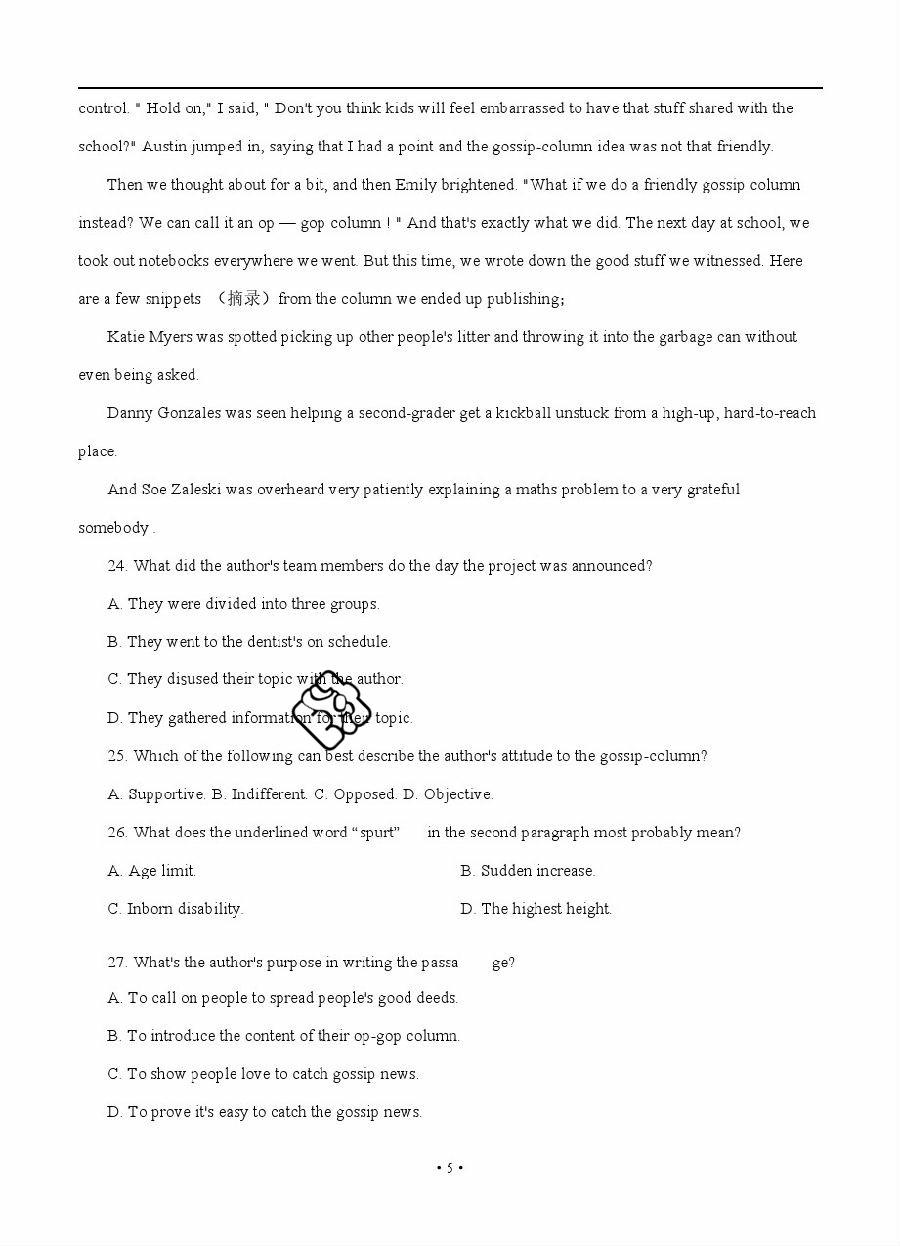 control. " Hold on," I said, " Don't you think kids will feel embarrassed to have that stuff shared with the
school?" Austin jumped in, saying that I had a point and the gossip-column idea was not that friendly.
Then we thought about for a bit, and then Emily brightened. "What if we do a friendly gossip column
instead? We can call it an op — gop column ! " And that's exactly what we did. The next day at school, we
took out notebocks everywhere we went. But this time, we wrote down the good stuff we witnessed. Here
are a few snippets （摘录）from the column we ended up publishing;
Katie Myers was spotted picking up other people's litter and throwing it into the garbage can without
even being asked.
Danny Gonzales was seen helping a second-grader get a kickball unstuck from a high-up, hard-to-reach
place.
And Soe Zaleski was overheard very patiently explaining a maths problem to a very grateful
somebody .
24. What did the author's team members do the day the project was announced?
A. They were divided into three groups.
B. They went to the dentist's on schedule.
C. They disused their topic with the author.
D. They gathered information for their topic.
25. Which of the following can best describe the author's attitude to the gossip-cclumn?
A. Supportive. B. Indifferent. C. Opposed. D. Objective.
26. What does the underlined word “spurt” in the second paragraph most probably mean?
A. Age limit. B. Sudden increase.
C. Inborn disability. D. The highest height.
27. What's the author's purpose in writing the passa ge?
A. To call on people to spread people's good deeds.
B. To introduce the content of their op-gop column.
C. To show people love to catch gossip news.
D. To prove it's easy to catch the gossip news.
• 5 •